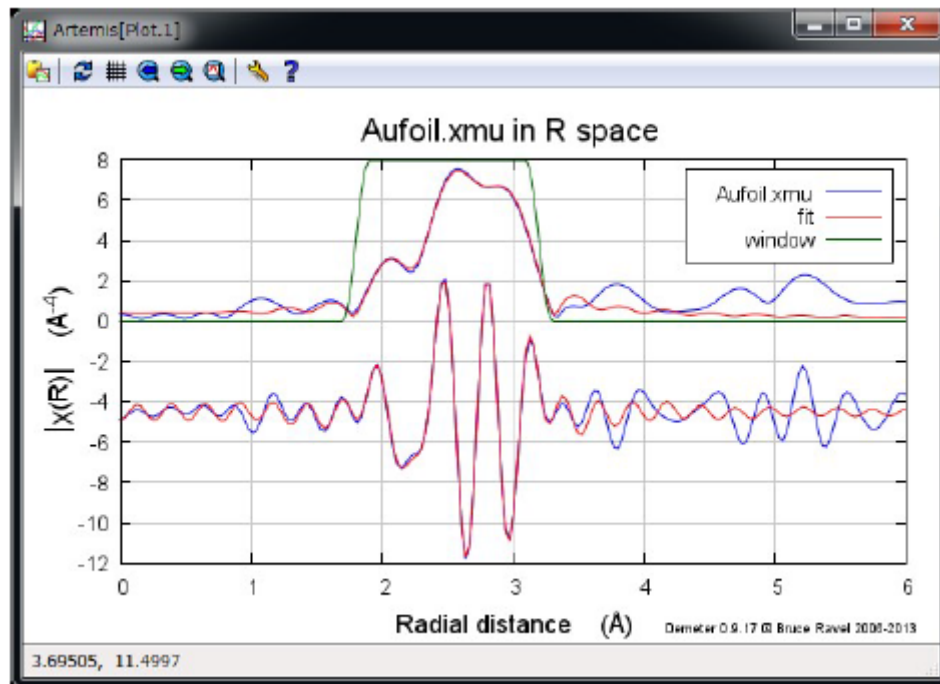 Artemis[Plot.1]
Aufoil.xmu in R space
Aufoil.xmu
fit
window
8
6
4
2
0
-2
-4
-6
-8
-10
-12
|χ(R)| (Å⁻⁴)
0 1 2 3 4 5 6
Radial distance (Å)
Demeter 0.9.17 © Bruce Ravel 2006-2013
3.69505, 11.4997